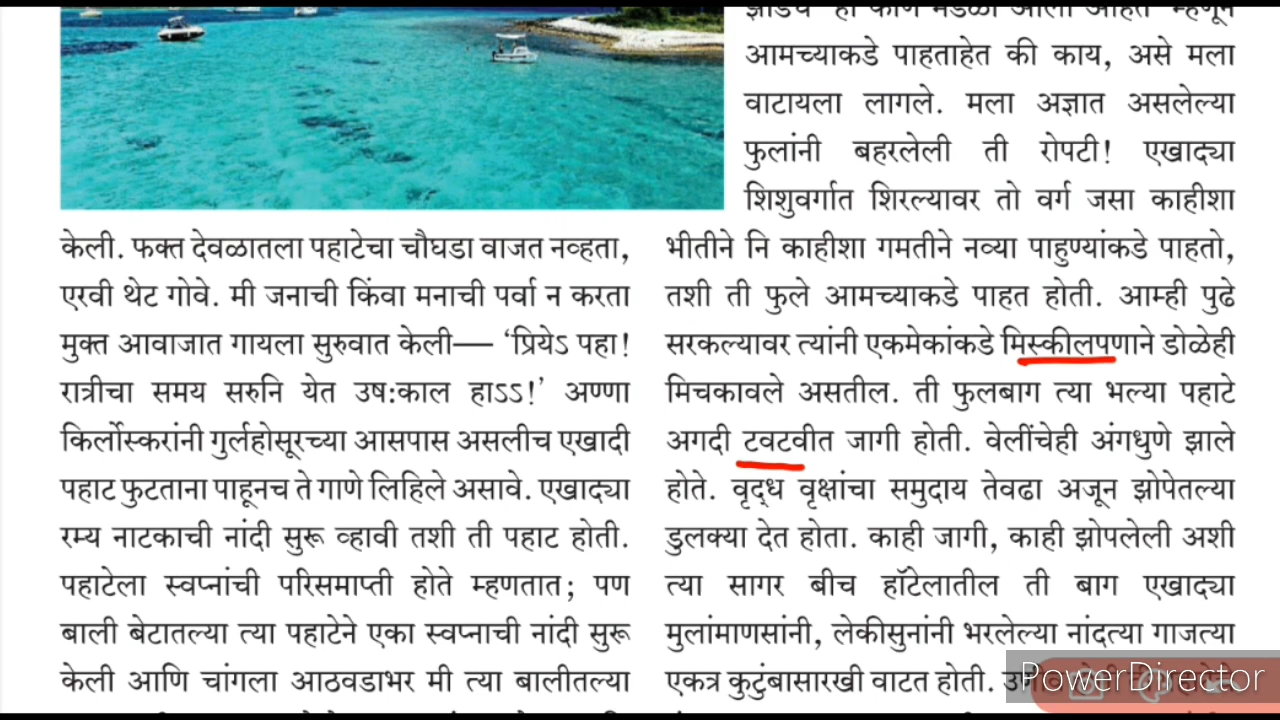 आमच्याकडे पाहताहेत की काय, असे मला
वाटायला लागले. मला अज्ञात असलेल्या
फुलांनी बहरलेली ती रोपटी! एखाद्या
शिशुवर्गात शिरल्यावर तो वर्ग जसा काहीशा
केली. फक्त देवळातला पहाटेचा चौघडा वाजत नव्हता,
एरवी थेट गोवे. मी जनाची किंवा मनाची पर्वा न करता
मुक्त आवाजात गायला सुरुवात केली— ‘प्रियेऽ पहा!
रात्रीचा समय सरुनि येत उष:काल हाऽऽ!’ अण्णा
किर्लोस्करांनी गुर्लहोसूरच्या आसपास असलीच एखादी
पहाट फुटताना पाहूनच ते गाणे लिहिले असावे. एखाद्या
रम्य नाटकाची नांदी सुरू व्हावी तशी ती पहाट होती.
पहाटेला स्वप्नांची परिसमाप्ती होते म्हणतात; पण
बाली बेटातल्या त्या पहाटेने एका स्वप्नाची नांदी सुरू
केली आणि चांगला आठवडाभर मी त्या बालीतल्या
भीतीने नि काहीशा गमतीने नव्या पाहुण्यांकडे पाहतो,
तशी ती फुले आमच्याकडे पाहत होती. आम्ही पुढे
सरकल्यावर त्यांनी एकमेकांकडे मिस्कीलपणाने डोळेही
मिचकावले असतील. ती फुलबाग त्या भल्या पहाटे
अगदी टवटवीत जागी होती. वेलींचेही अंगधुणे झाले
होते. वृद्ध वृक्षांचा समुदाय तेवढा अजून झोपेतल्या
डुलक्या देत होता. काही जागी, काही झोपलेली अशी
त्या सागर बीच हॉटेलातील ती बाग एखाद्या
मुलांमाणसांनी, लेकीसुनांनी भरलेल्या नांदत्या गाजत्या
एकत्र कुटुंबासारखी वाटत होती.
PowerDirector